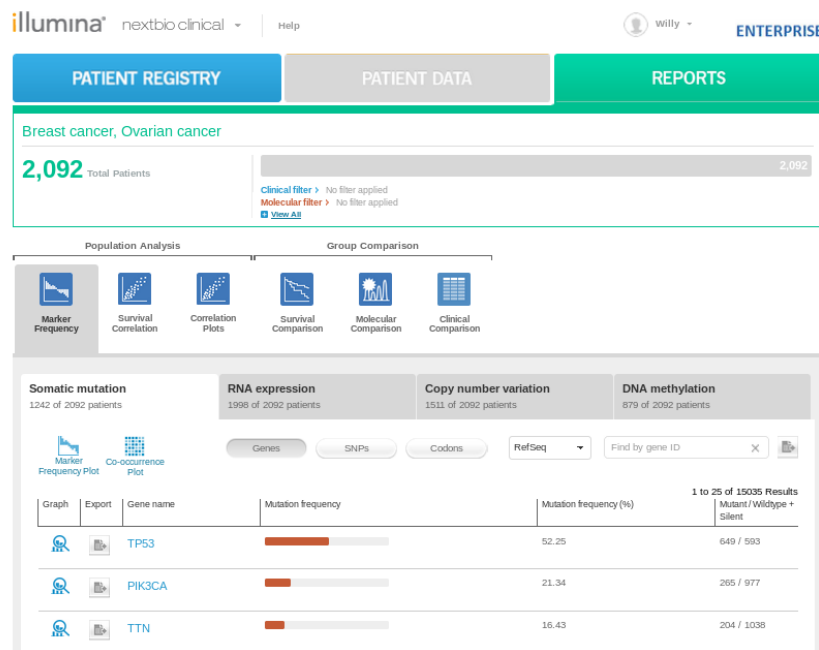 illumina® nextbio clinical Help Willy ENTERPRISE
PATIENT REGISTRY PATIENT DATA REPORTS
Breast cancer, Ovarian cancer
2,092 Total Patients 2,092
Clinical filter > No filter applied
Molecular filter > No filter applied
View All
Population Analysis Group Comparison
Marker Frequency
Survival Correlation
Correlation Plots
Survival Comparison
Molecular Comparison
Clinical Comparison
Somatic mutation
1242 of 2092 patients
RNA expression
1998 of 2092 patients
Copy number variation
1511 of 2092 patients
DNA methylation
879 of 2092 patients
Marker
Frequency Plot
Co-occurrence
Plot
Genes SNPs Codons RefSeq Find by gene ID
1 to 25 of 15035 Results
Graph Export Gene name Mutation frequency Mutation frequency (%) Mutant / Wildtype +
Silent
TP53 52.25 649 / 593
PIK3CA 21.34 265 / 977
TTN 16.43 204 / 1038